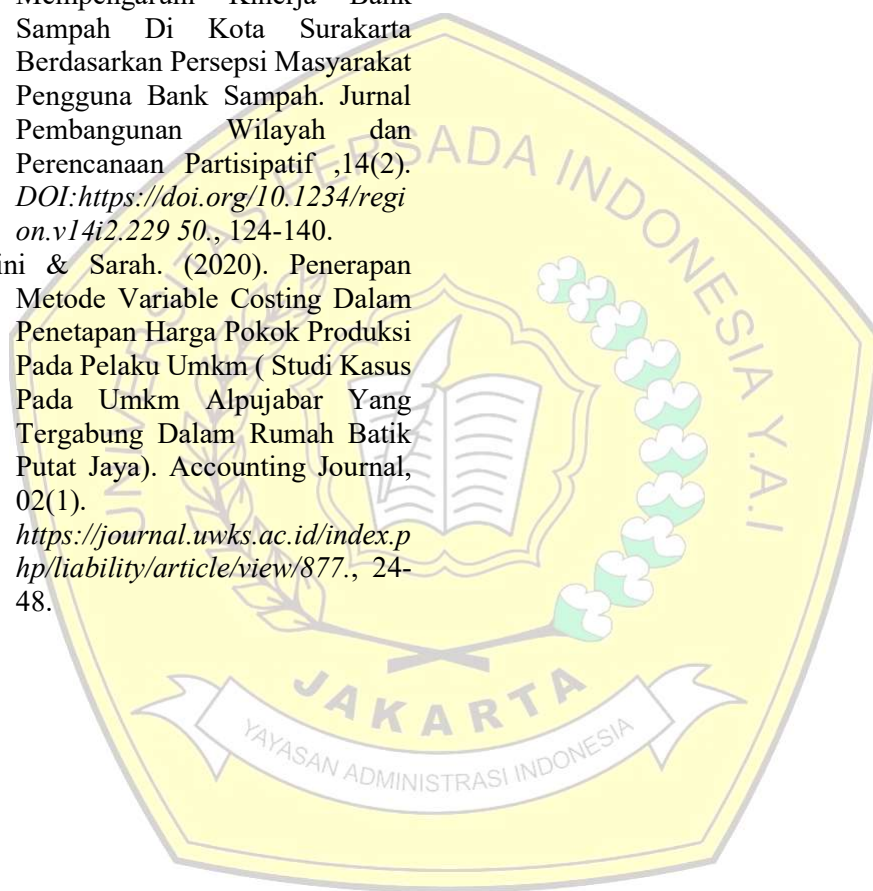 Mempengaruhi Kinerja Bank
Sampah Di Kota Surakarta
Berdasarkan Persepsi Masyarakat
Pengguna Bank Sampah. Jurnal
Pembangunan Wilayah dan
Perencanaan Partisipatif ,14(2).
DOI:https://doi.org/10.1234/regi
on.v14i2.229 50., 124-140.
ini & Sarah. (2020). Penerapan
Metode Variable Costing Dalam
Penetapan Harga Pokok Produksi
Pada Pelaku Umkm ( Studi Kasus
Pada Umkm Alpujabar Yang
Tergabung Dalam Rumah Batik
Putat Jaya). Accounting Journal,
02(1).
https://journal.uwks.ac.id/index.p
hp/liability/article/view/877., 24-
48.
UNIVERSITAS PERSADA INDONESIA Y.A.I
JAKARTA
YAYASAN ADMINISTRASI INDONESIA